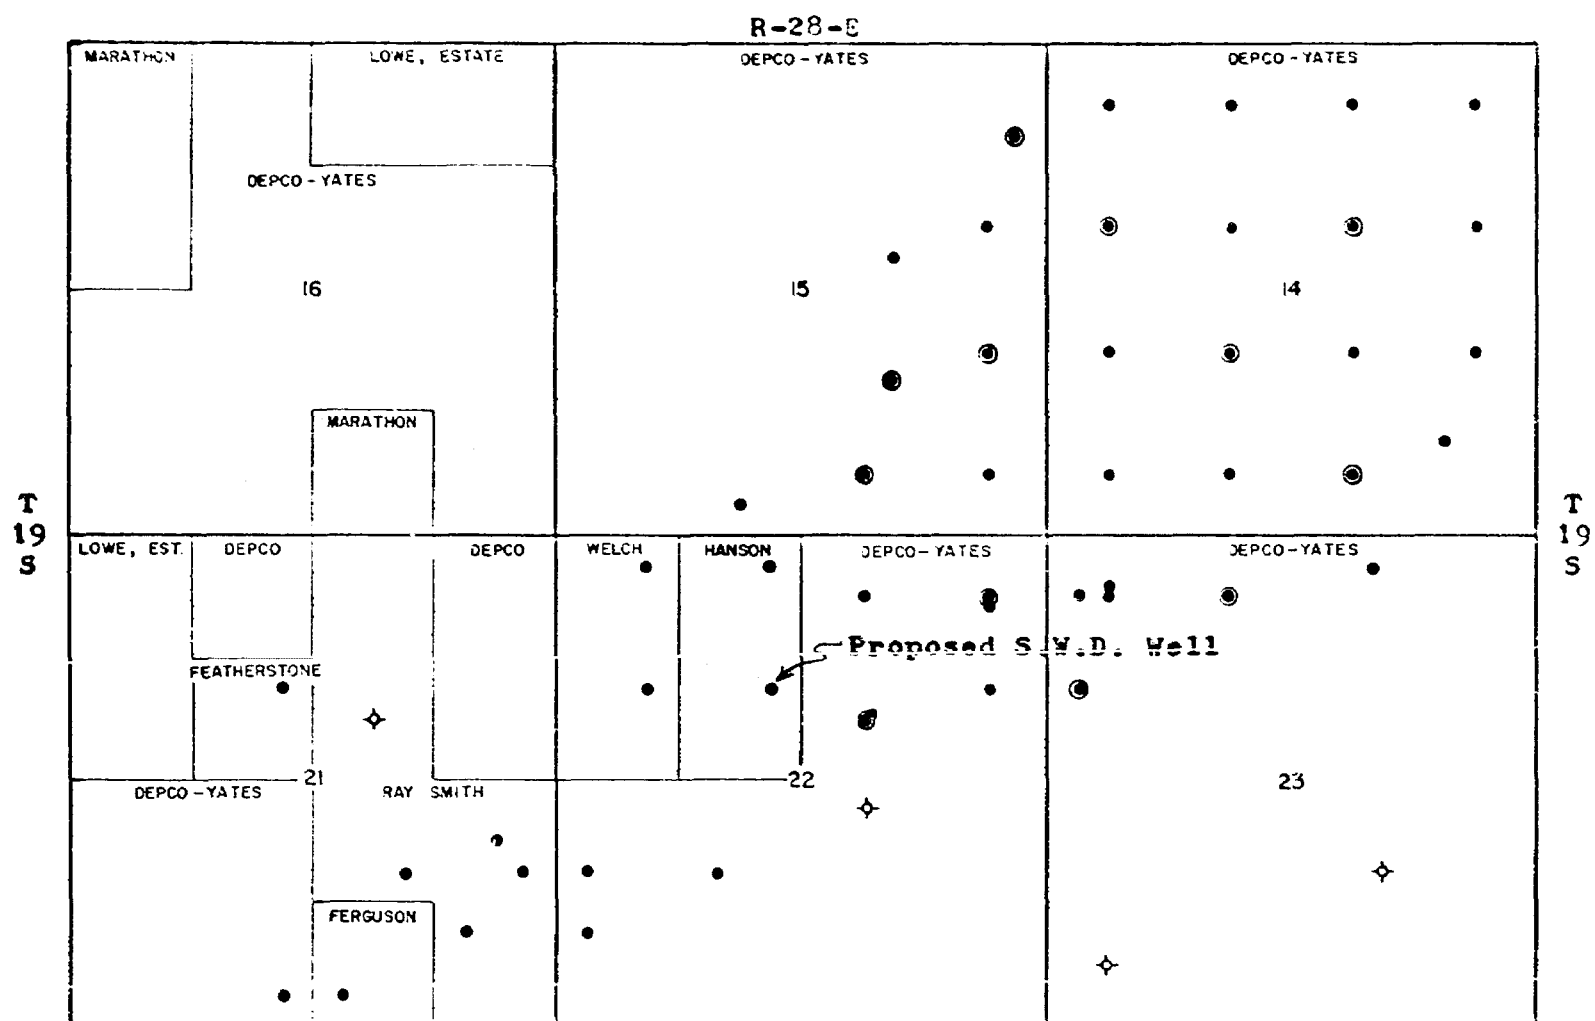 R-28-E
MARATHON
LOWE, ESTATE
DEPCO-YATES
DEPCO-YATES
DEPCO-YATES
16
15
14
MARATHON
T
19
S
T
19
S
LOWE, EST.
DEPCO
DEPCO
WELCH
HANSON
DEPCO-YATES
DEPCO-YATES
Proposed S.W.D. Well
FEATHERSTONE
21
22
23
DEPCO-YATES
RAY SMITH
FERGUSON